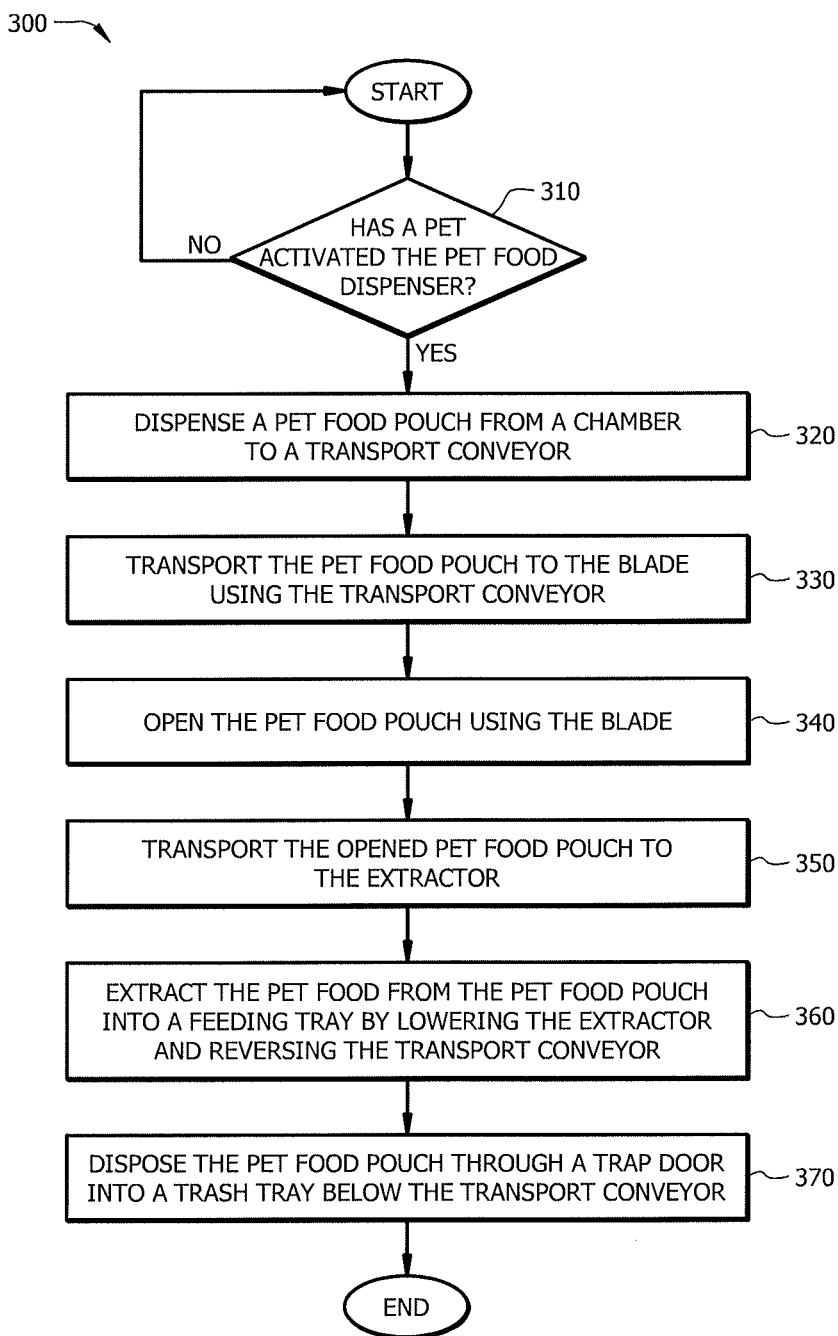 300
START
310
HAS A PET
ACTIVATED THE PET FOOD
DISPENSER?
NO
YES
DISPENSE A PET FOOD POUCH FROM A CHAMBER
TO A TRANSPORT CONVEYOR
320
TRANSPORT THE PET FOOD POUCH TO THE BLADE
USING THE TRANSPORT CONVEYOR
330
OPEN THE PET FOOD POUCH USING THE BLADE
340
TRANSPORT THE OPENED PET FOOD POUCH TO
THE EXTRACTOR
350
EXTRACT THE PET FOOD FROM THE PET FOOD POUCH
INTO A FEEDING TRAY BY LOWERING THE EXTRACTOR
AND REVERSING THE TRANSPORT CONVEYOR
360
DISPOSE THE PET FOOD POUCH THROUGH A TRAP DOOR
INTO A TRASH TRAY BELOW THE TRANSPORT CONVEYOR
370
END